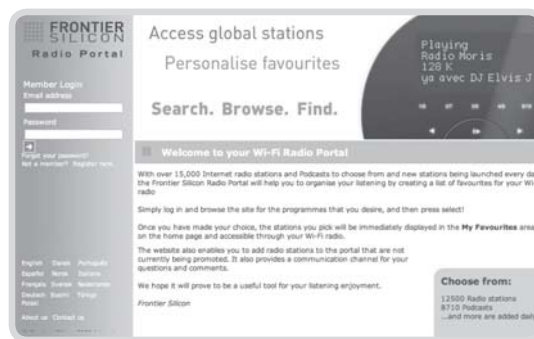 FRONTIER
SILICON
Radio Portal
Member Login
Email address
Password
Forgot your password?
Not a member? Register here.
English Dansk Português
Español Norsk Italiano
Français Svenske Nederlandse
Deutsch Suomi Türkçe
Polski
About us Contact us
Access global stations
Personalise favourites
Search. Browse. Find.
Playing
Radio Moris
128 K
ya avec DJ Elvis J
Welcome to your Wi-Fi Radio Portal
With over 15,000 Internet radio stations and Podcasts to choose from and new stations being launched every da
the Frontier Silicon Radio Portal will help you to organise your listening by creating a list of favourites for your Wi
radio
Simply log in and browse the site for the programmes that you desire, and then press select!
Once you have made your choice, the stations you pick will be immediately displayed in the My Favourites area
on the home page and accessible through your Wi-Fi radio.
The website also enables you to add radio stations to the portal that are not
currently being promoted. It also provides a communication channel for your
questions and comments.
We hope it will prove to be a useful tool for your listening enjoyment.
Frontier Silicon
Choose from:
12500 Radio stations
8710 Podcasts
...and more are added daily